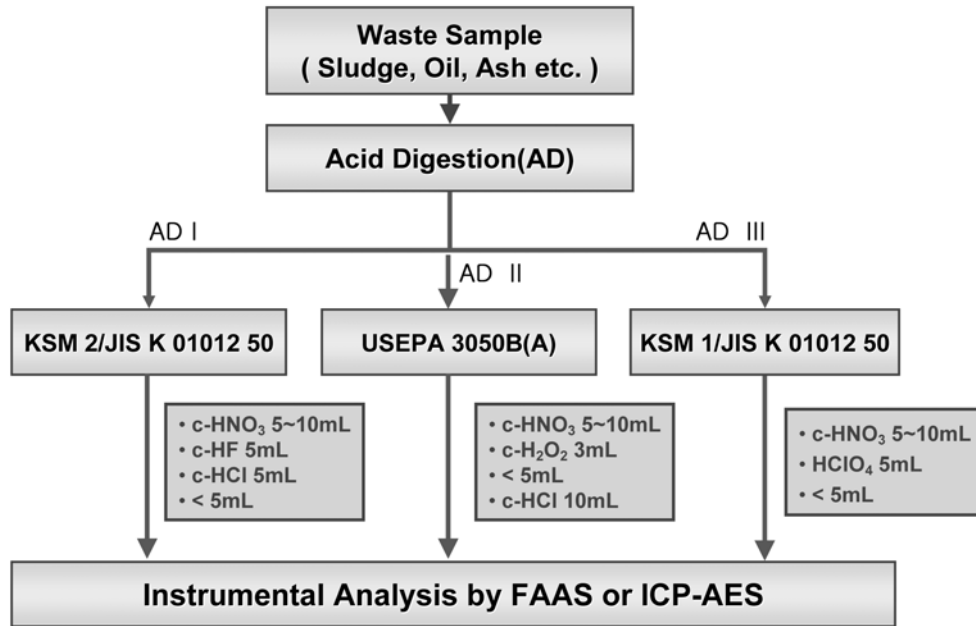 Waste Sample
( Sludge, Oil, Ash etc. )
Acid Digestion(AD)
AD I
AD III
AD II
KSM 2/JIS K 01012 50
USEPA 3050B(A)
KSM 1/JIS K 01012 50
• c-HNO₃ 5~10mL
• c-HF 5mL
• c-HCl 5mL
• < 5mL
• c-HNO₃ 5~10mL
• c-H₂O₂ 3mL
• < 5mL
• c-HCl 10mL
• c-HNO₃ 5~10mL
• HClO₄ 5mL
• < 5mL
Instrumental Analysis by FAAS or ICP-AES